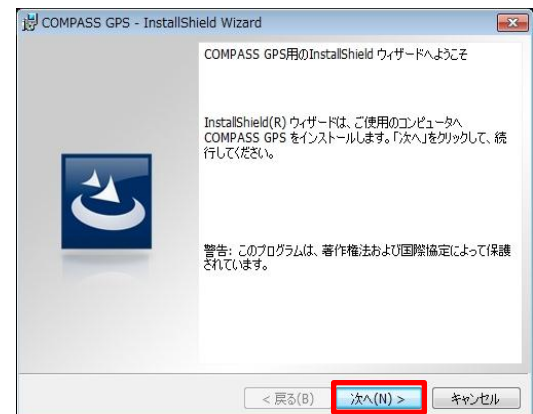 COMPASS GPS - InstallShield Wizard
COMPASS GPS用のInstallShield ウィザードへようこそ
InstallShield(R) ウィザードは、ご使用のコンピュータへ
COMPASS GPS をインストールします。「次へ」をクリックして、続
行してください。
警告: このプログラムは、著作権法および国際協定によって保護
されています。
< 戻る(B)
次へ(N) >
キャンセル